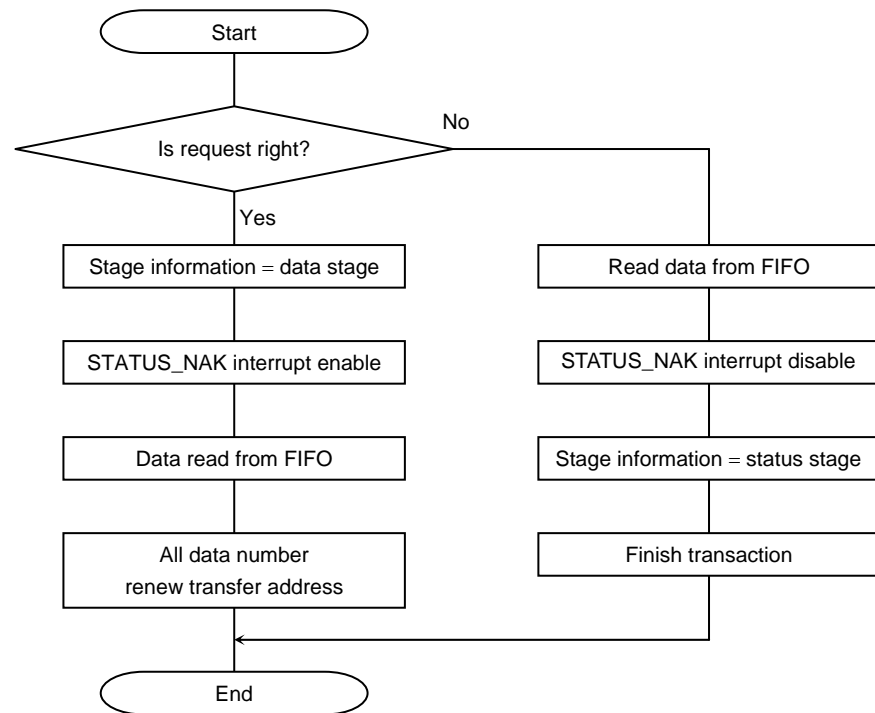 Start
Is request right?
No
Yes
Stage information = data stage
STATUS_NAK interrupt enable
Data read from FIFO
All data number
renew transfer address
Read data from FIFO
STATUS_NAK interrupt disable
Stage information = status stage
Finish transaction
End